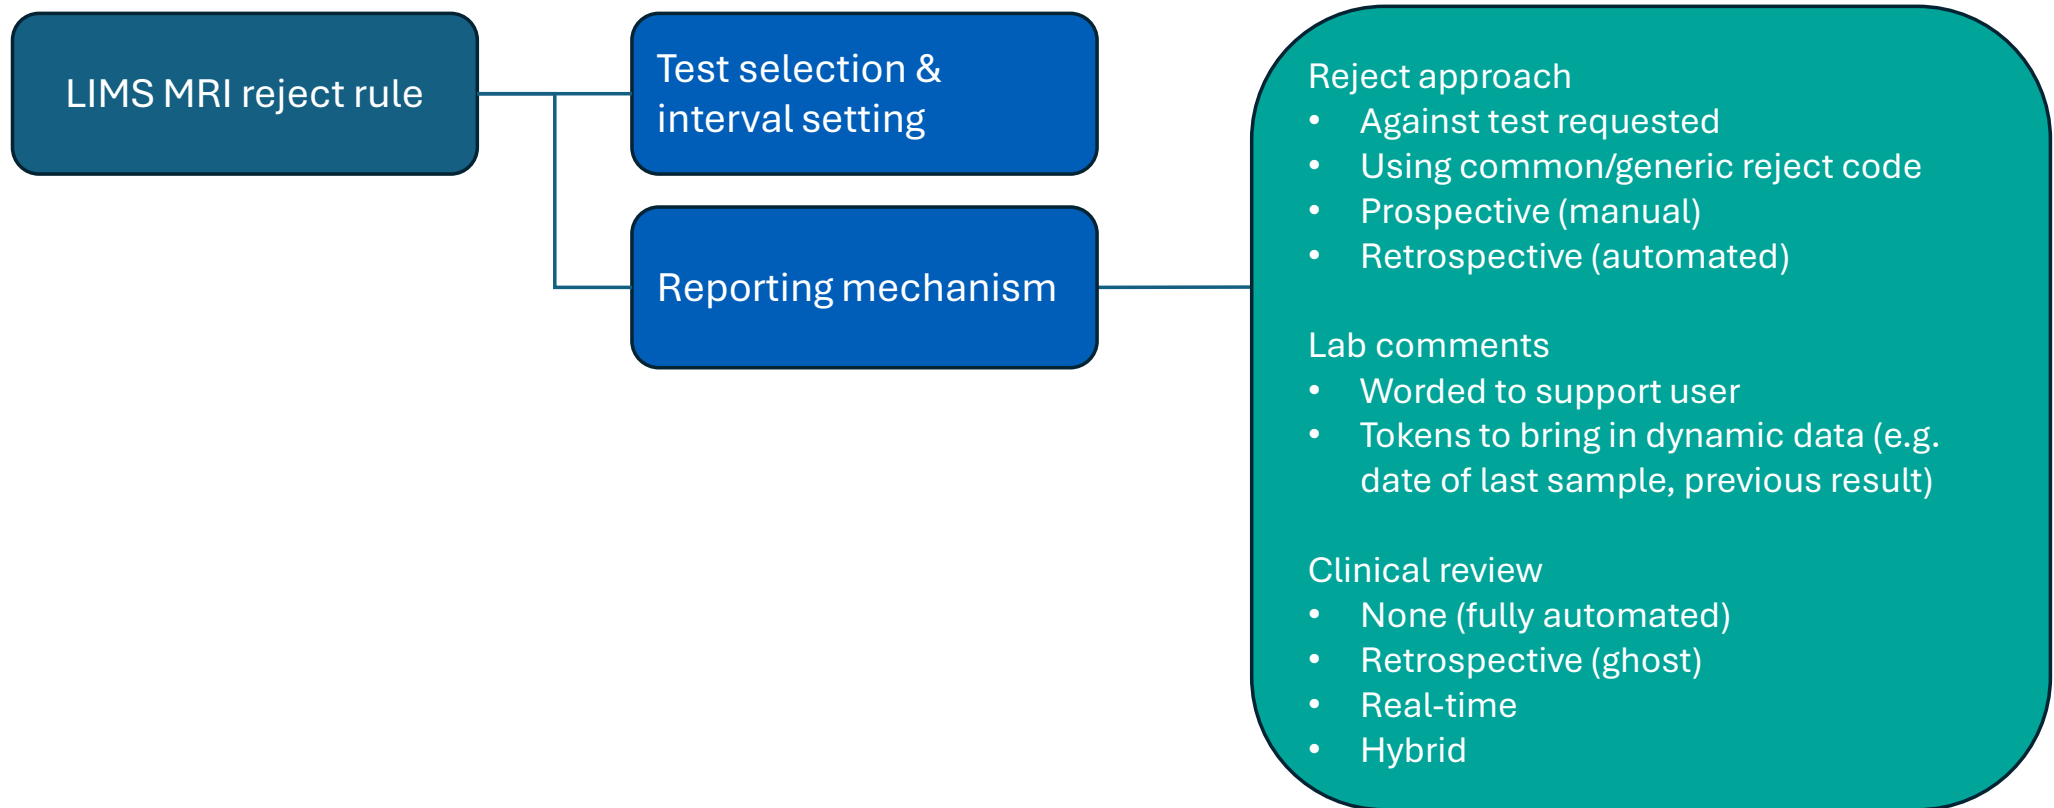 LIMS MRI reject rule
Test selection &
interval setting
Reporting mechanism
Reject approach
• Against test requested
• Using common/generic reject code
• Prospective (manual)
• Retrospective (automated)
Lab comments
• Worded to support user
• Tokens to bring in dynamic data (e.g.
date of last sample, previous result)
Clinical review
• None (fully automated)
• Retrospective (ghost)
• Real-time
• Hybrid